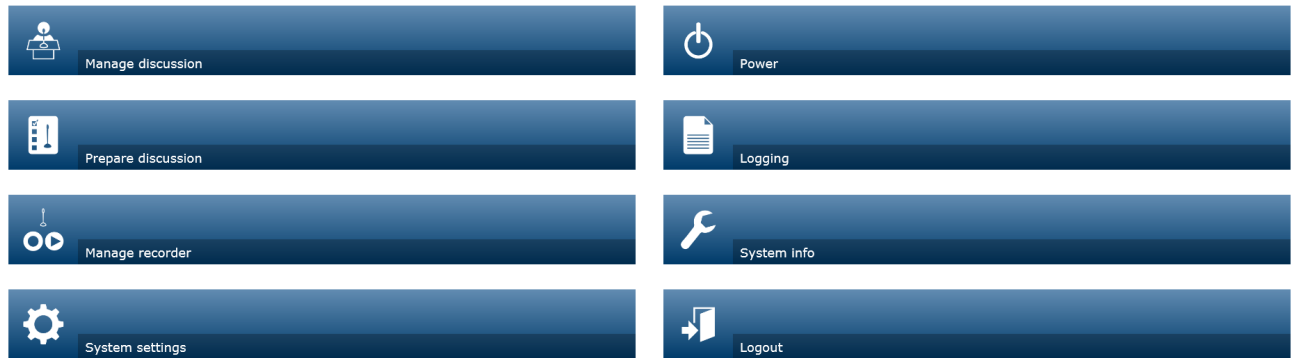 Manage discussion
Power
Prepare discussion
Logging
Manage recorder
System info
System settings
Logout